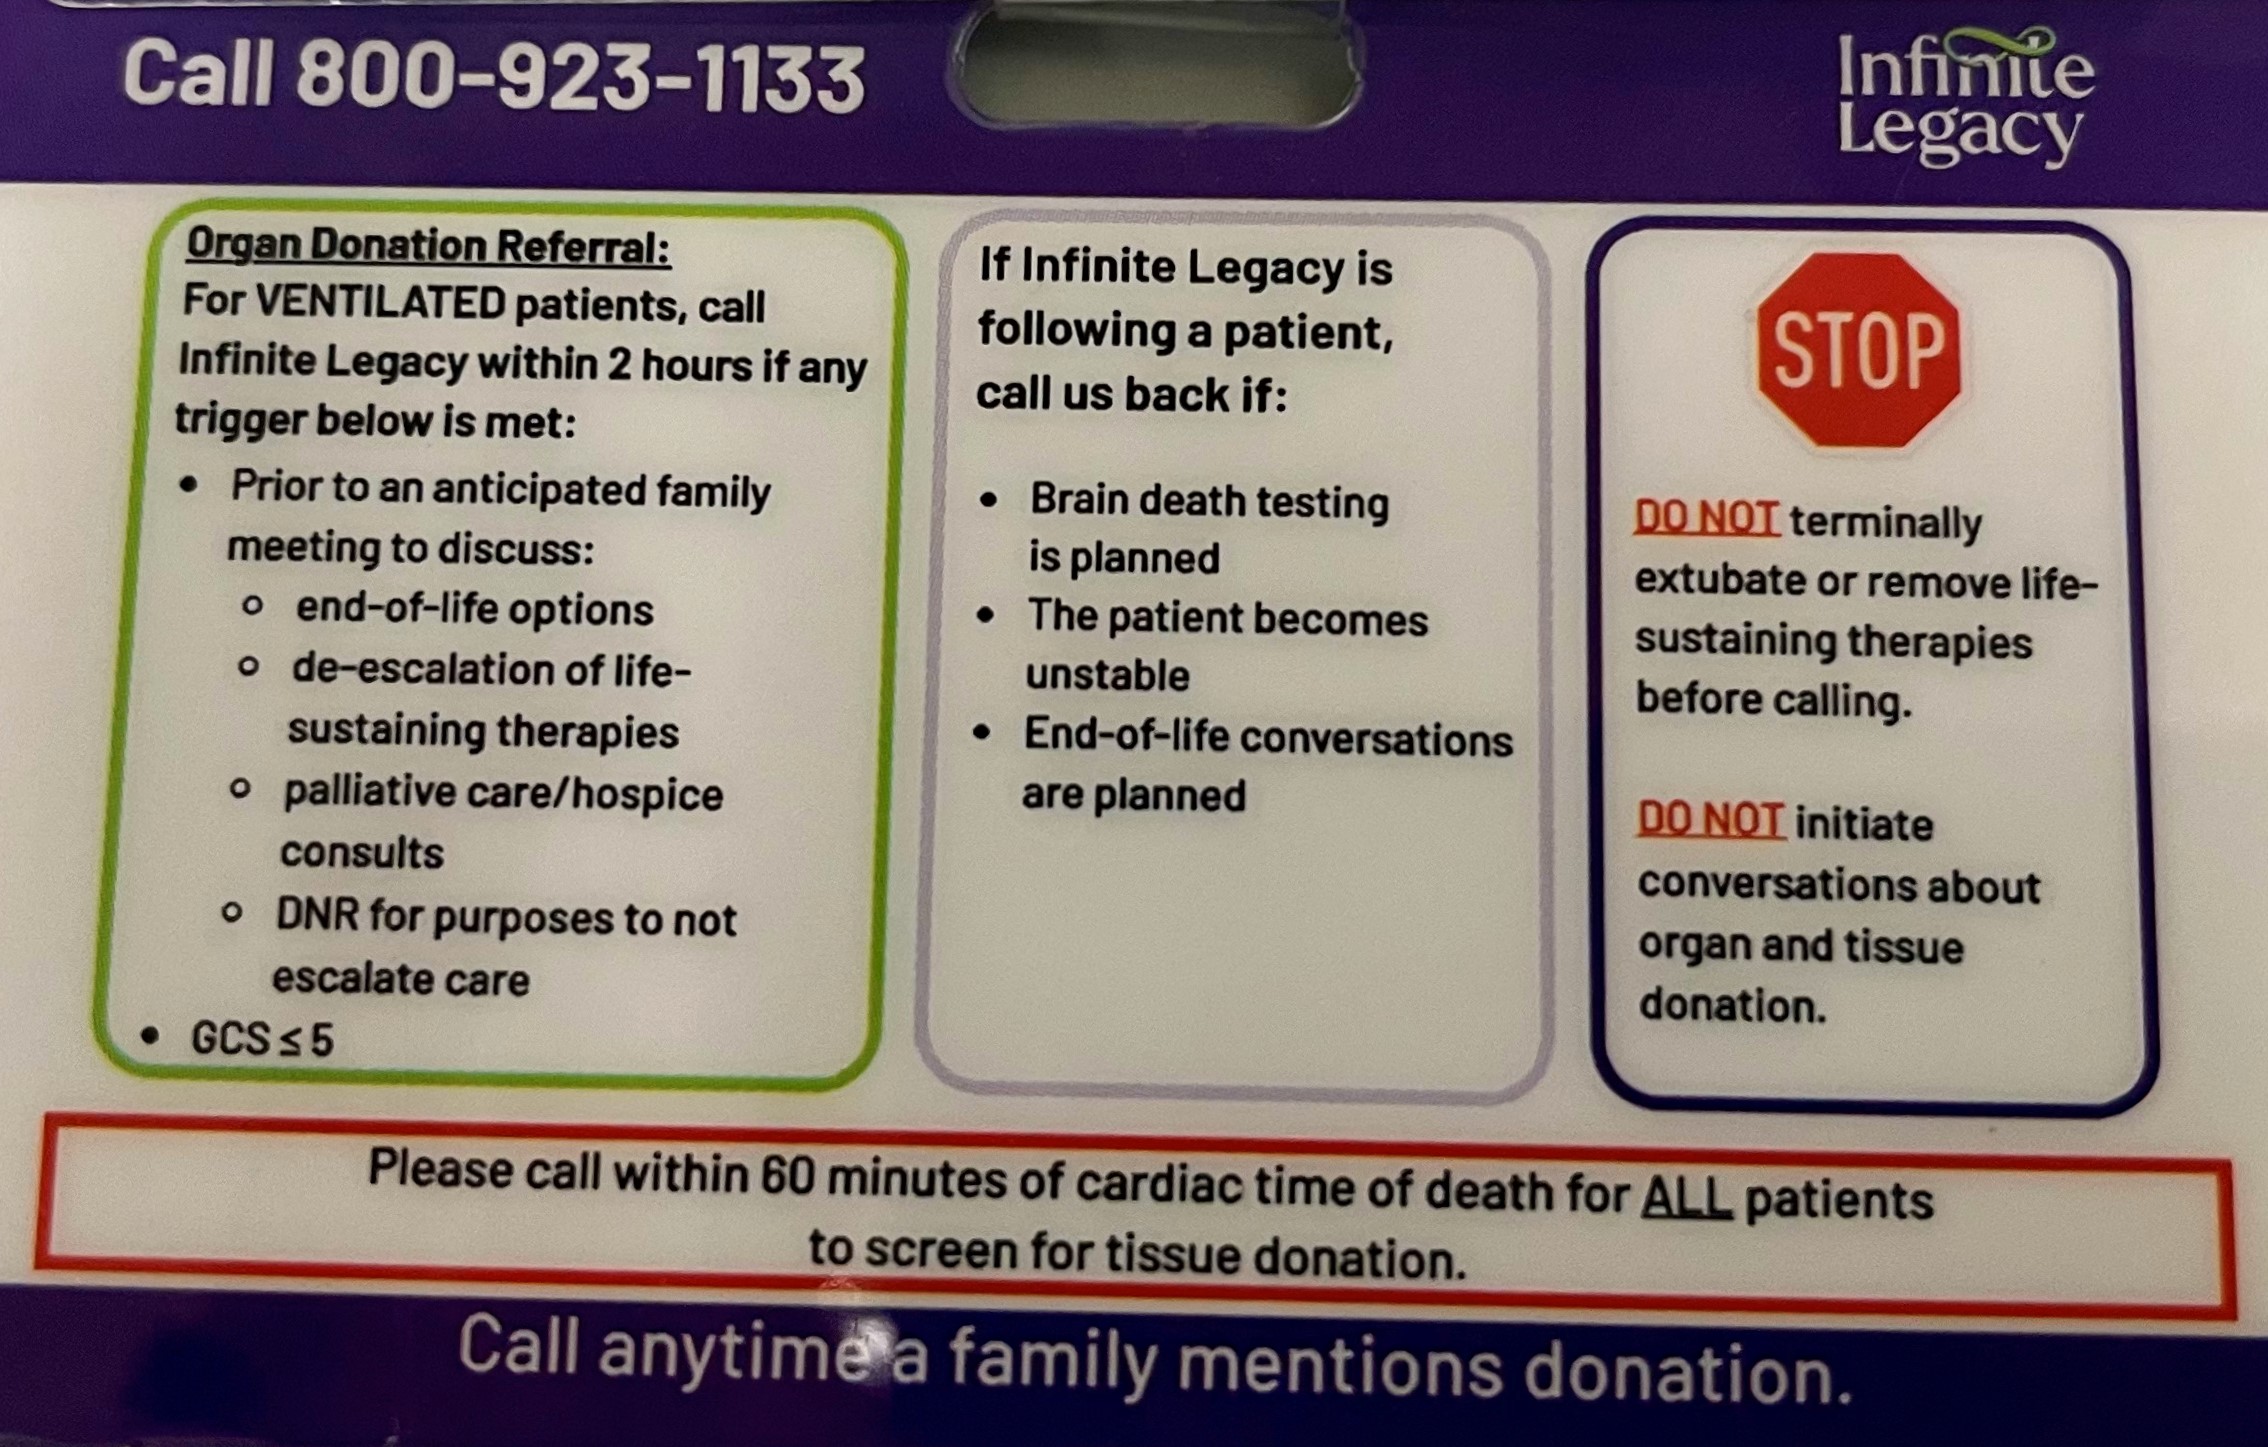 Call 800-923-1133
Infinite
Legacy
Organ Donation Referral:
For VENTILATED patients, call
Infinite Legacy within 2 hours if any
trigger below is met:
• Prior to an anticipated family
meeting to discuss:
○ end-of-life options
○ de-escalation of life-
sustaining therapies
○ palliative care/hospice
consults
○ DNR for purposes to not
escalate care
• GCS ≤ 5
If Infinite Legacy is
following a patient,
call us back if:
• Brain death testing
is planned
• The patient becomes
unstable
• End-of-life conversations
are planned
STOP
DO NOT terminally
extubate or remove life-
sustaining therapies
before calling.
DO NOT initiate
conversations about
organ and tissue
donation.
Please call within 60 minutes of cardiac time of death for ALL patients
to screen for tissue donation.
Call anytime a family mentions donation.